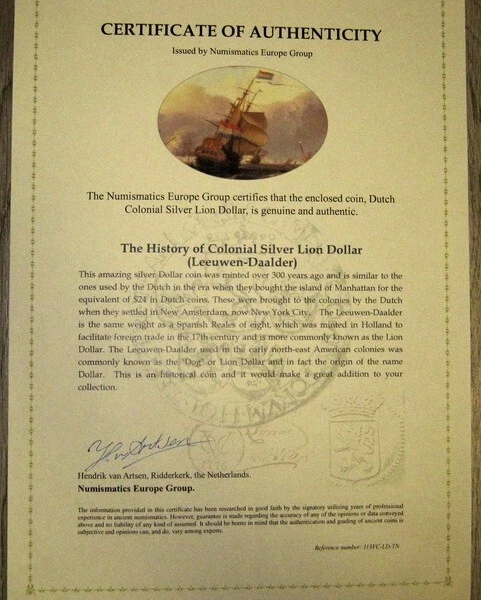 CERTIFICATE OF AUTHENTICITY
Issued by Numismatics Europe Group
The Numismatics Europe Group certifies that the enclosed coin, Dutch
Colonial Silver Lion Dollar, is genuine and authentic.
The History of Colonial Silver Lion Dollar
(Leeuwen-Daalder)
This amazing silver Dollar coin was minted over 300 years ago and is similar to the
ones used by the Dutch in the era when they bought the island of Manhattan for the
equivalent of $24 in Dutch coins. These were brought to the colonies by the Dutch
when they settled in New Amsterdam, now New York City. The Leeuwen-Daalder
is the same weight as a Spanish Reales of eight, which was minted in Holland to
facilitate foreign trade in the 17th century and is more commonly known as the Lion
Dollar. The Leeuwen-Daalder used in the early north-east American colonies was
commonly known as the "Dog" or Lion Dollar and in fact the origin of the name
Dollar. This is an historical coin and it would make a great addition to your
collection.
Hendrik van Artsen, Ridderkerk, the Netherlands.
Numismatics Europe Group.
The information provided in this certificate has been researched in good faith by the signatory utilizing years of professional
experience in ancient numismatics. However, guarantee is made regarding the accuracy of any of the opinions or data conveyed
above and no liability of any kind of assumed. It should be borne in mind that the authentication and grading of ancient coins is
subjective and opinions can, and do, vary among experts.
Reference number: 115VC-LD-TN